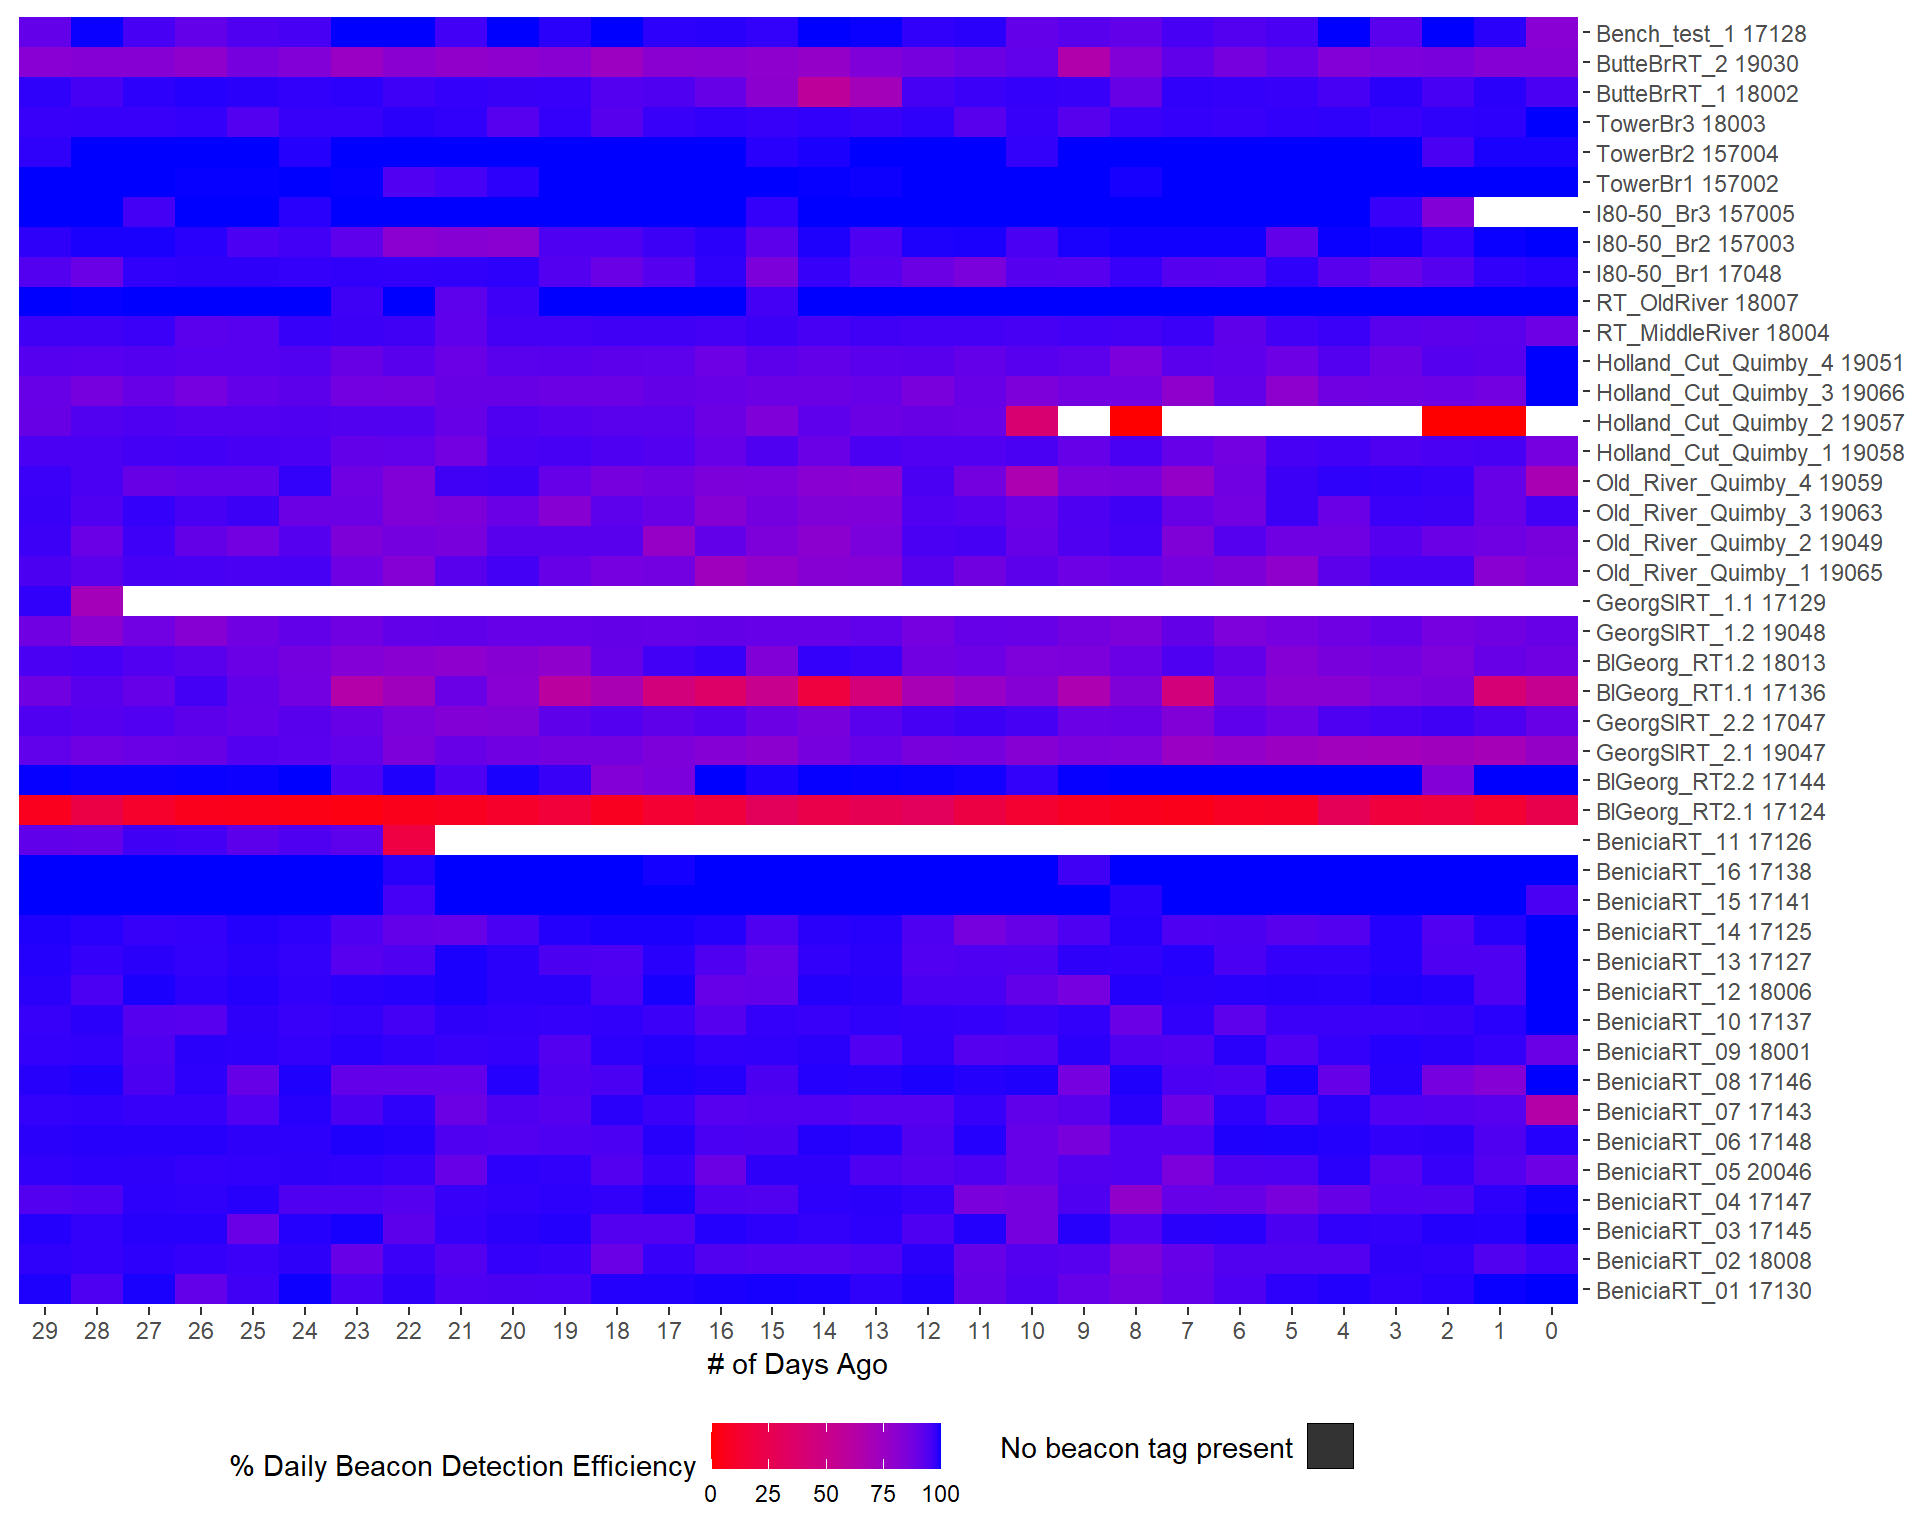 Bench_test_1 17128
ButteBrRT_2 19030
ButteBrRT_1 18002
TowerBr3 18003
TowerBr2 157004
TowerBr1 157002
I80-50_Br3 157005
I80-50_Br2 157003
I80-50_Br1 17048
RT_OldRiver 18007
RT_MiddleRiver 18004
Holland_Cut_Quimby_4 19051
Holland_Cut_Quimby_3 19066
Holland_Cut_Quimby_2 19057
Holland_Cut_Quimby_1 19058
Old_River_Quimby_4 19059
Old_River_Quimby_3 19063
Old_River_Quimby_2 19049
Old_River_Quimby_1 19065
GeorgSlRT_1.1 17129
GeorgSlRT_1.2 19048
BlGeorg_RT1.2 18013
BlGeorg_RT1.1 17136
GeorgSlRT_2.2 17047
GeorgSlRT_2.1 19047
BlGeorg_RT2.2 17144
BlGeorg_RT2.1 17124
BeniciaRT_11 17126
BeniciaRT_16 17138
BeniciaRT_15 17141
BeniciaRT_14 17125
BeniciaRT_13 17127
BeniciaRT_12 18006
BeniciaRT_10 17137
BeniciaRT_09 18001
BeniciaRT_08 17146
BeniciaRT_07 17143
BeniciaRT_06 17148
BeniciaRT_05 20046
BeniciaRT_04 17147
BeniciaRT_03 17145
BeniciaRT_02 18008
BeniciaRT_01 17130
29 28 27 26 25 24 23 22 21 20 19 18 17 16 15 14 13 12 11 10 9 8 7 6 5 4 3 2 1 0
# of Days Ago
% Daily Beacon Detection Efficiency
0 25 50 75 100
No beacon tag present